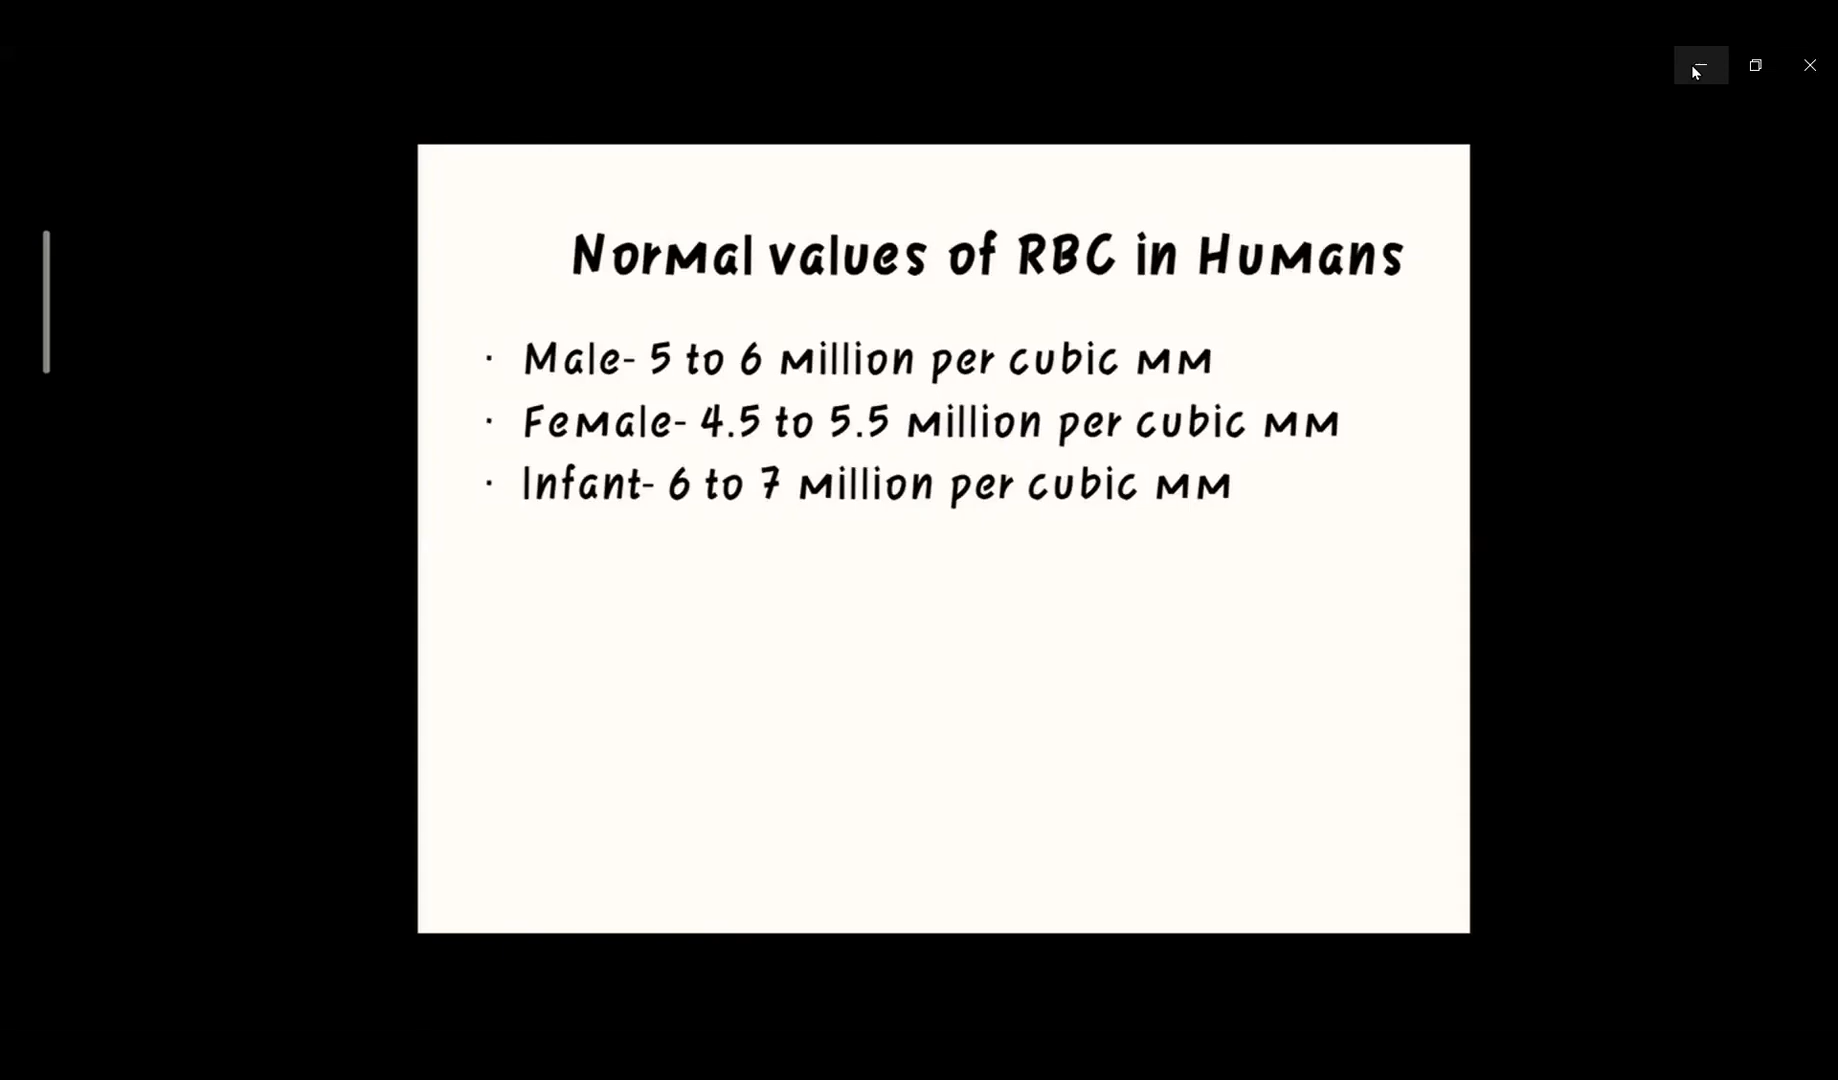 Normal values of RBC in Humans
· Male- 5 to 6 million per cubic mm
· Female- 4.5 to 5.5 million per cubic mm
· Infant- 6 to 7 million per cubic mm